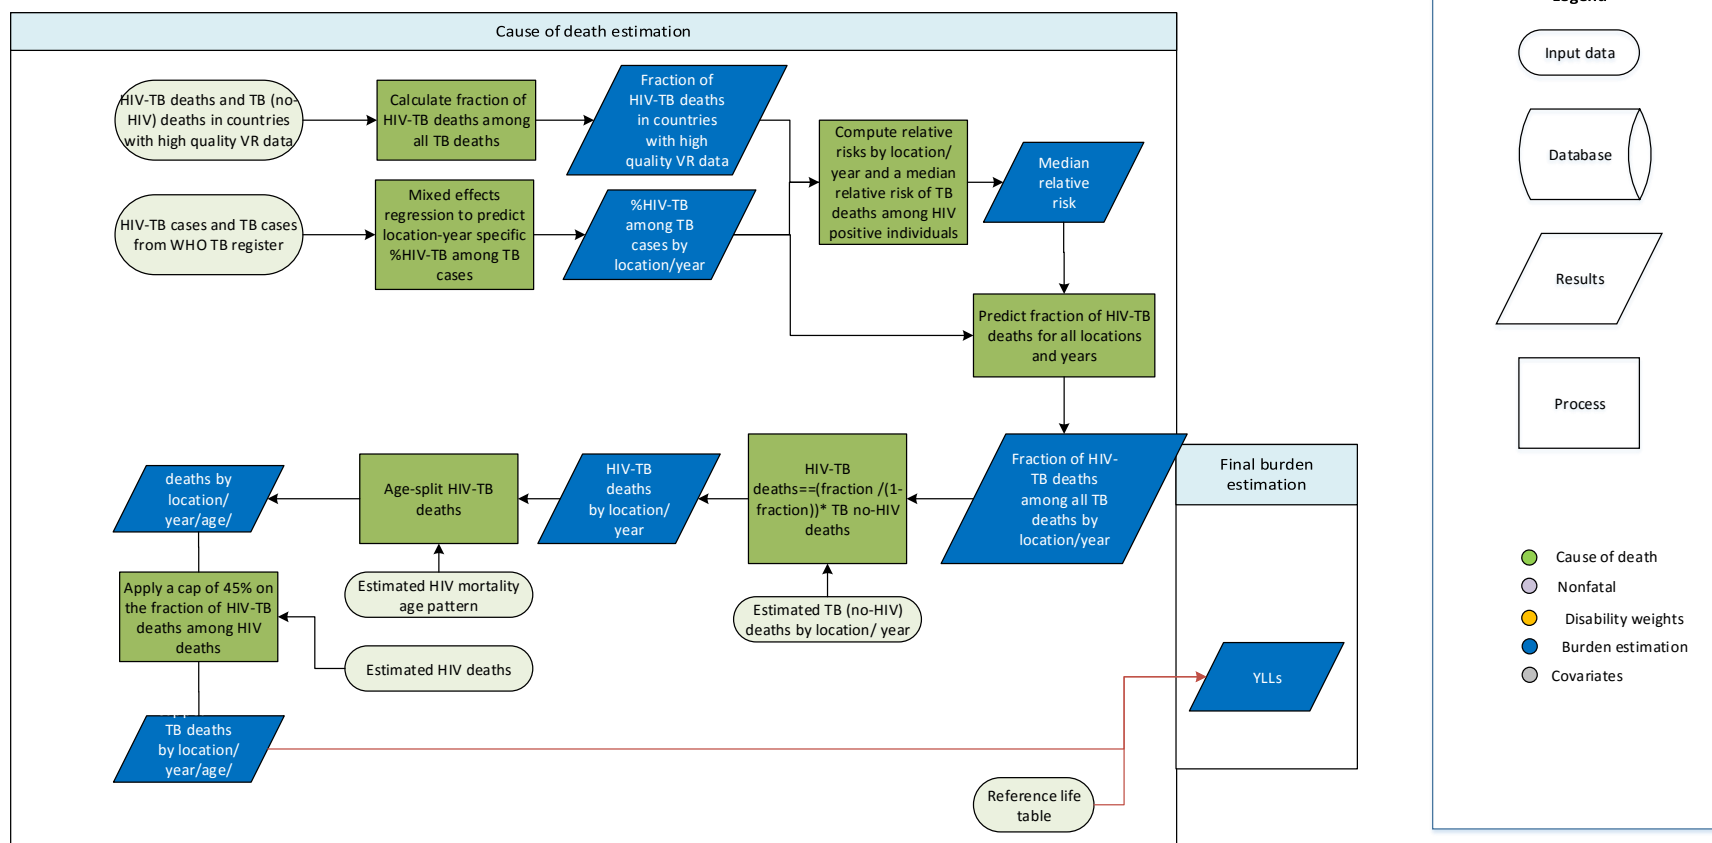 Legend
Cause of death estimation
Input data
HIV-TB deaths and TB (no-
HIV) deaths in countries
with high quality VR data
Calculate fraction of
HIV-TB deaths among
all TB deaths
Fraction of
HIV-TB deaths
in countries
with high
quality VR data
Compute relative
risks by location/
year and a median
relative risk of TB
deaths among HIV
positive individuals
Median
relative
risk
Database
HIV-TB cases and TB cases
from WHO TB register
Mixed effects
regression to predict
location-year specific
%HIV-TB among TB
cases
%HIV-TB
among TB
cases by
location/year
Results
Predict fraction of HIV-TB
deaths for all locations
and years
Process
deaths by
location/
year/age/
Age-split HIV-TB
deaths
HIV-TB
deaths
by location/
year
HIV-TB
deaths==(fraction /(1-
fraction))* TB no-HIV
deaths
Fraction of HIV-
TB deaths
among all TB
deaths by
location/year
Final burden
estimation
Cause of death
Nonfatal
Disability weights
Burden estimation
Covariates
Apply a cap of 45% on
the fraction of HIV-TB
deaths among HIV
deaths
Estimated HIV mortality
age pattern
Estimated TB (no-HIV)
deaths by location/ year
Estimated HIV deaths
YLLs
TB deaths
by location/
year/age/
Reference life
table